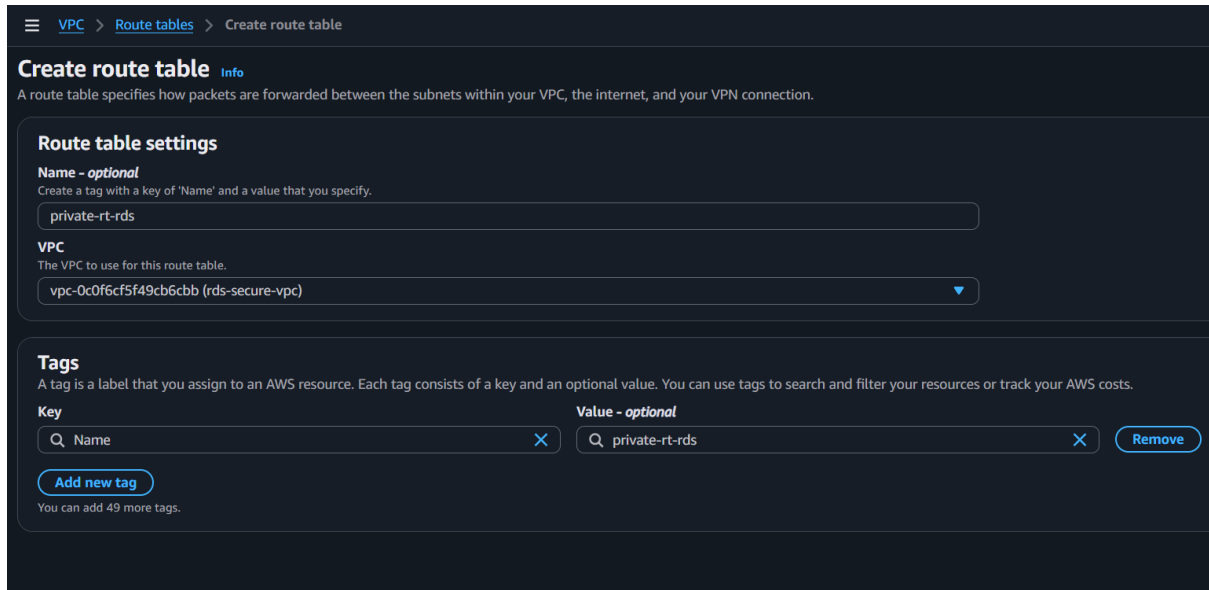 VPC > Route tables > Create route table
Create route table Info
A route table specifies how packets are forwarded between the subnets within your VPC, the internet, and your VPN connection.
Route table settings
Name - optional
Create a tag with a key of 'Name' and a value that you specify.
private-rt-rds
VPC
The VPC to use for this route table.
vpc-0c0f6cf5f49cb6cbb (rds-secure-vpc)
Tags
A tag is a label that you assign to an AWS resource. Each tag consists of a key and an optional value. You can use tags to search and filter your resources or track your AWS costs.
Key Value - optional
Name private-rt-rds Remove
Add new tag
You can add 49 more tags.